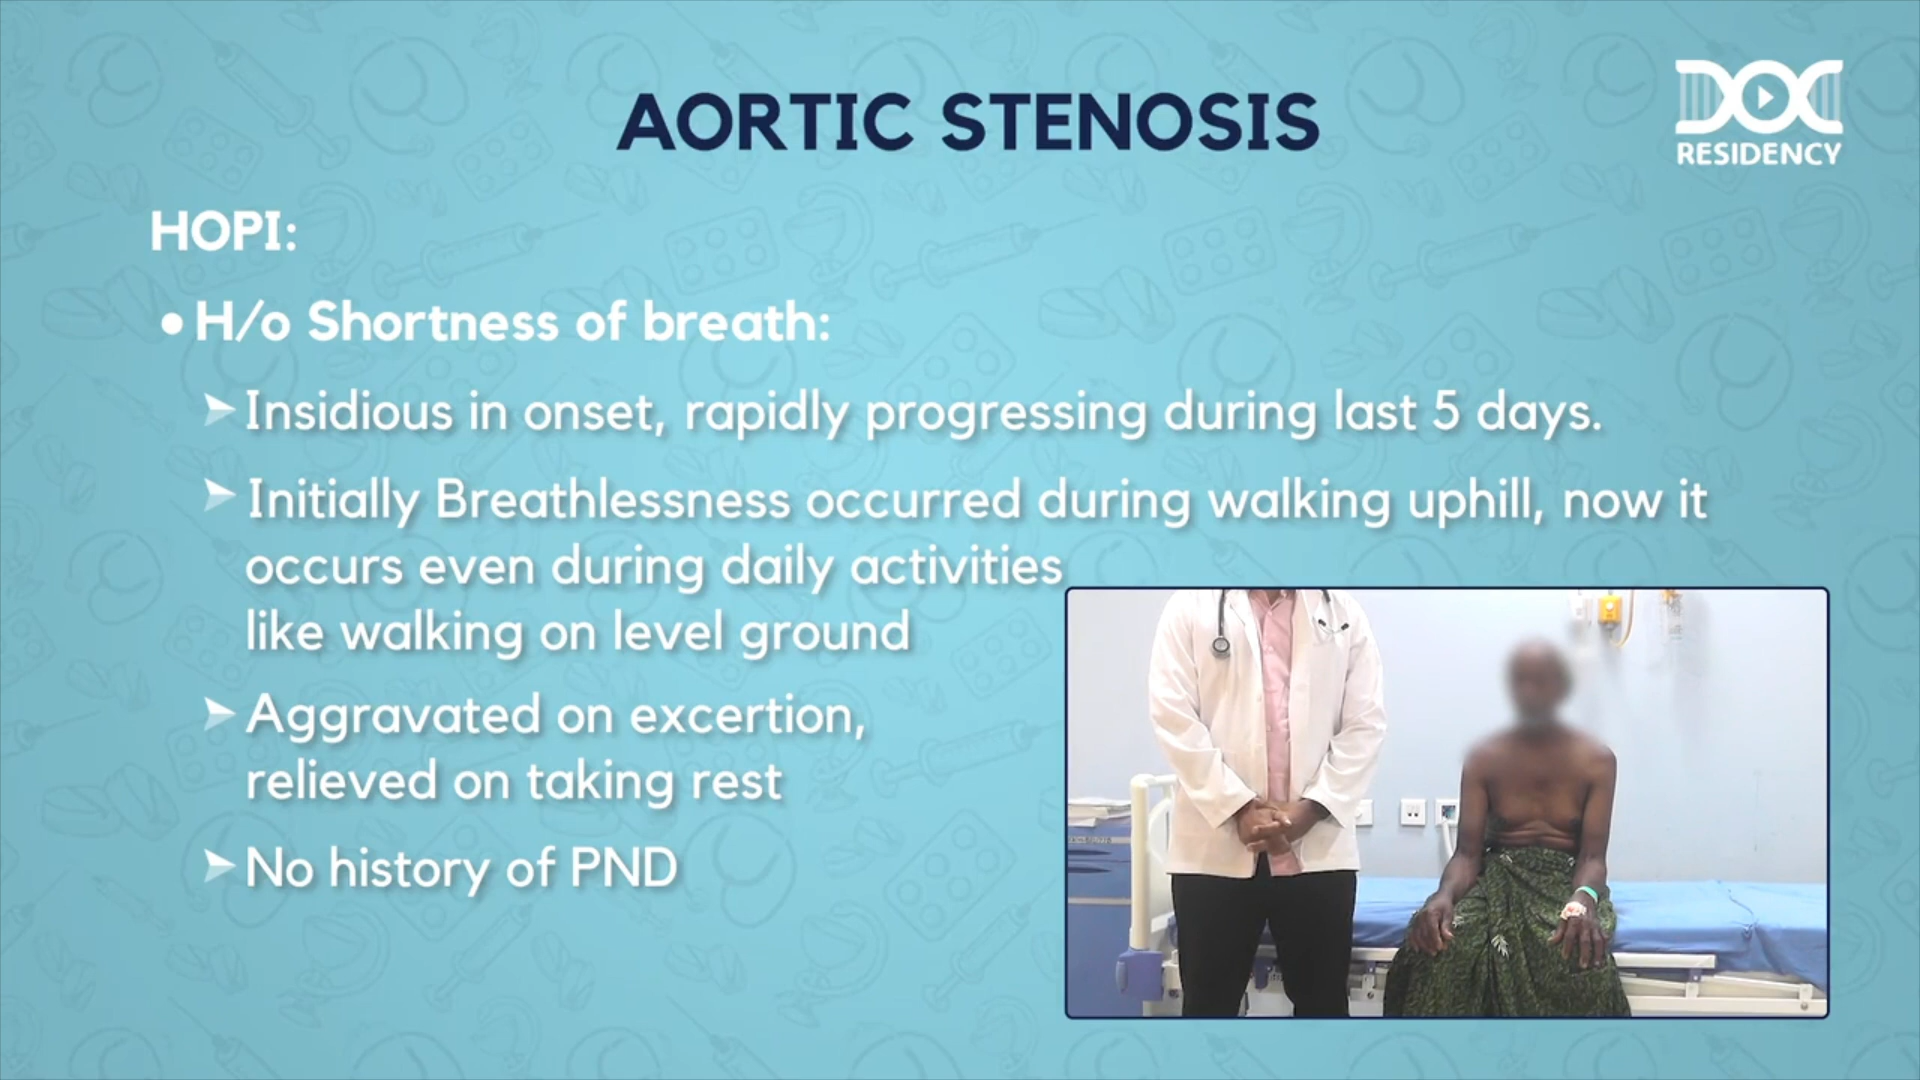 AORTIC STENOSIS
DOC
RESIDENCY
HOPI:
• H/o Shortness of breath:
➤ Insidious in onset, rapidly progressing during last 5 days.
➤ Initially Breathlessness occurred during walking uphill, now it
occurs even during daily activities
like walking on level ground
➤ Aggravated on excertion,
relieved on taking rest
➤ No history of PND